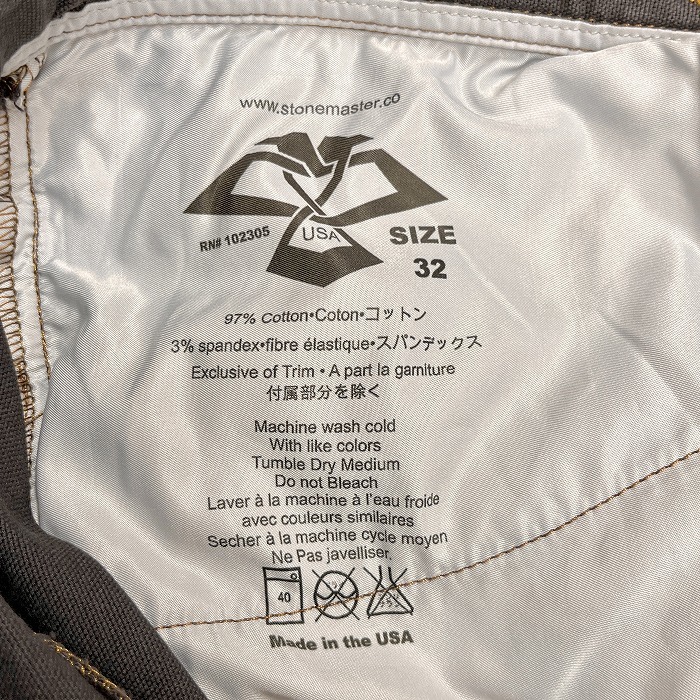 www.stonemaster.co
RN# 102305
USA
SIZE
32
97% Cotton•Coton•コットン
3% spandex•fibre élastique•スパンデックス
Exclusive of Trim • A part la garniture
付属部分を除く
Machine wash cold
With like colors
Tumble Dry Medium
Do not Bleach
Laver à la machine à l'eau froide
avec couleurs similaires
Secher à la machine cycle moyen
Ne Pas javelliser.
40
Made in the USA